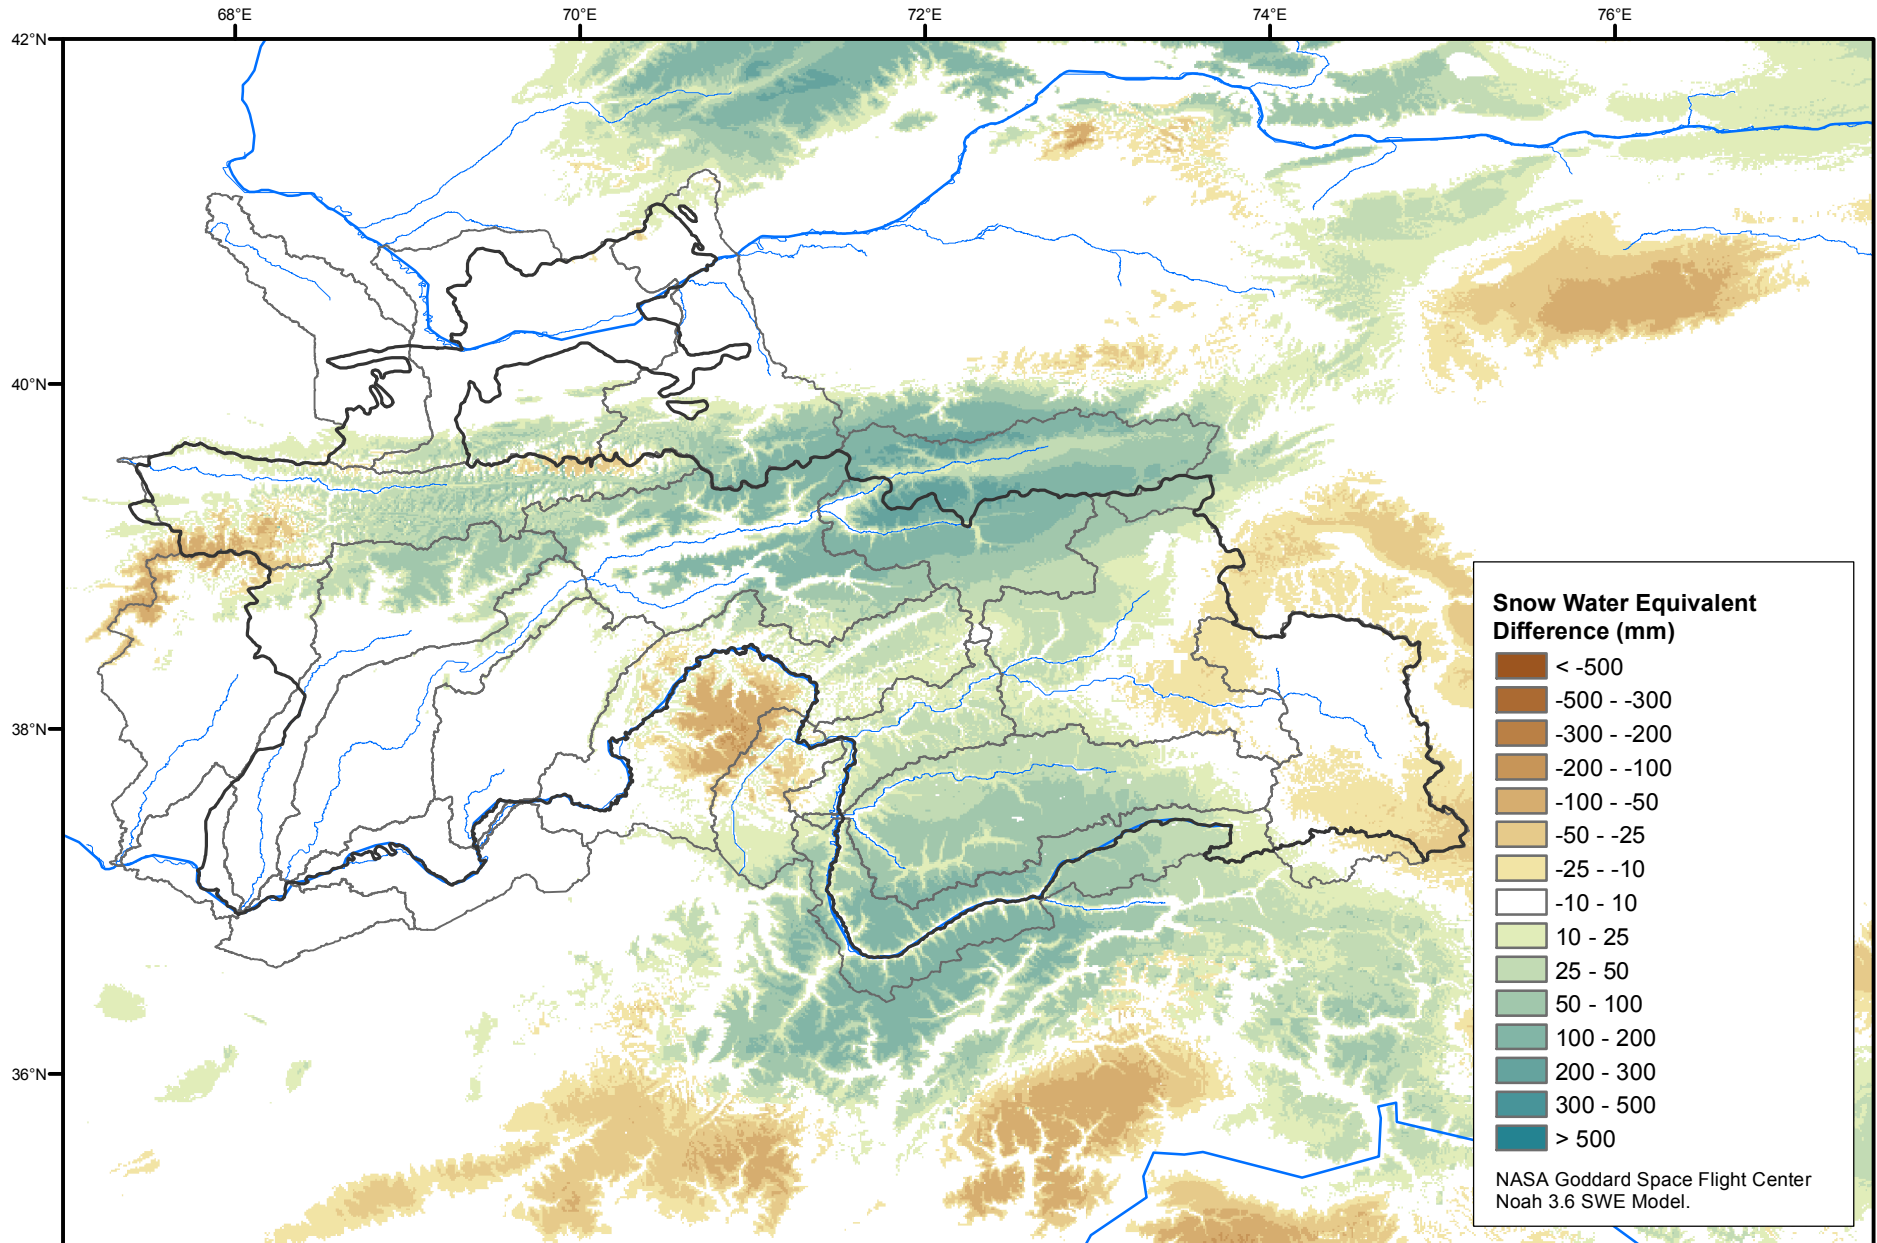 68°E 70°E 72°E 74°E 76°E
42°N
40°N
38°N
36°N
Snow Water Equivalent
Difference (mm)
< -500
-500 - -300
-300 - -200
-200 - -100
-100 - -50
-50 - -25
-25 - -10
-10 - 10
10 - 25
25 - 50
50 - 100
100 - 200
200 - 300
300 - 500
> 500
NASA Goddard Space Flight Center
Noah 3.6 SWE Model.